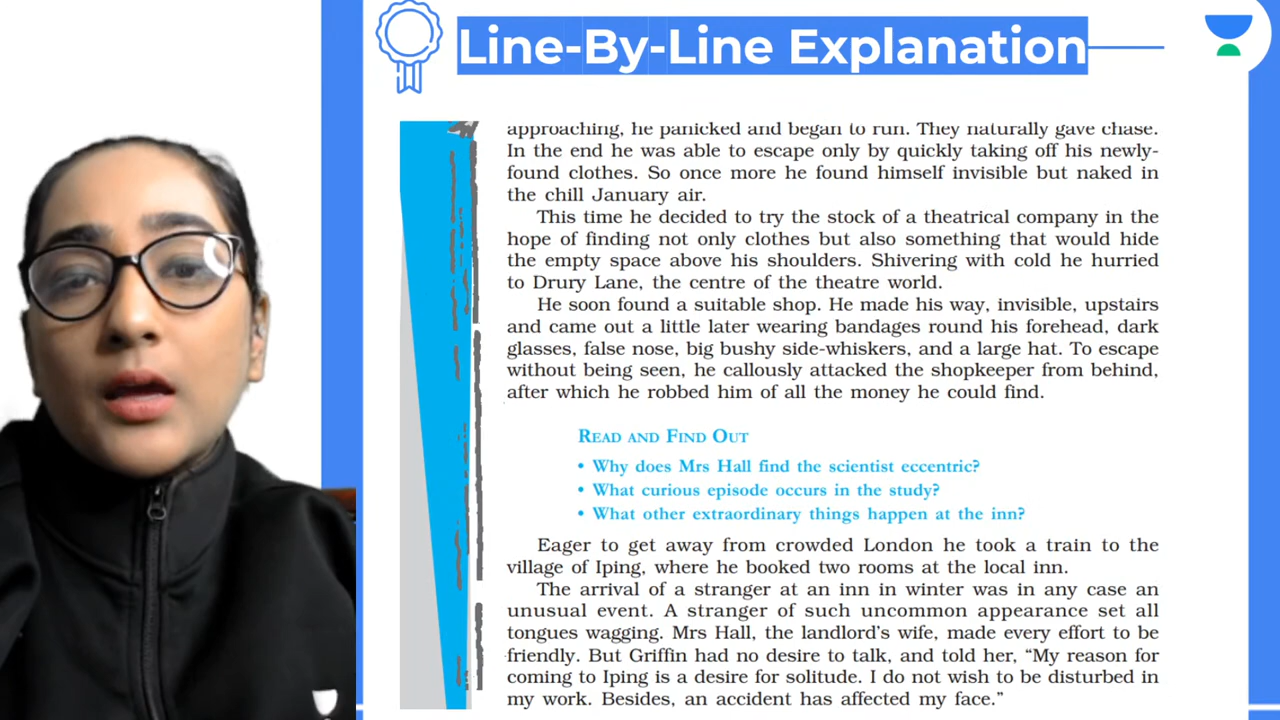 Line-By-Line Explanation
approaching, he panicked and began to run. They naturally gave chase.
In the end he was able to escape only by quickly taking off his newly-
found clothes. So once more he found himself invisible but naked in
the chill January air.
This time he decided to try the stock of a theatrical company in the
hope of finding not only clothes but also something that would hide
the empty space above his shoulders. Shivering with cold he hurried
to Drury Lane, the centre of the theatre world.
He soon found a suitable shop. He made his way, invisible, upstairs
and came out a little later wearing bandages round his forehead, dark
glasses, false nose, big bushy side-whiskers, and a large hat. To escape
without being seen, he callously attacked the shopkeeper from behind,
after which he robbed him of all the money he could find.
READ AND FIND OUT
• Why does Mrs Hall find the scientist eccentric?
• What curious episode occurs in the study?
• What other extraordinary things happen at the inn?
Eager to get away from crowded London he took a train to the
village of Iping, where he booked two rooms at the local inn.
The arrival of a stranger at an inn in winter was in any case an
unusual event. A stranger of such uncommon appearance set all
tongues wagging. Mrs Hall, the landlord's wife, made every effort to be
friendly. But Griffin had no desire to talk, and told her, “My reason for
coming to Iping is a desire for solitude. I do not wish to be disturbed in
my work. Besides, an accident has affected my face.”